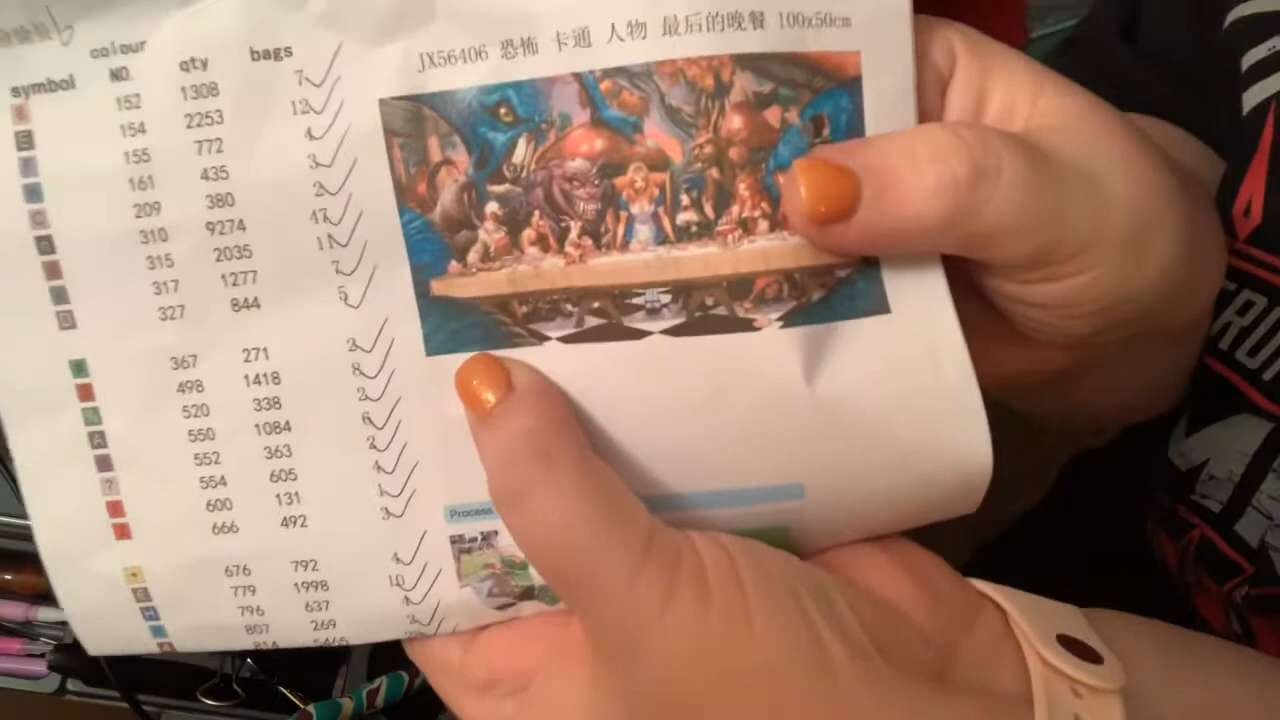 JX56406 恐怖 卡通 人物 最后的晚餐 100x50cm
symbol colour NO. qty bags
152 1308 7
E 154 2253 12
155 772 4
161 435 3
209 380 2
310 9274 47
n 315 2035 11
317 1277 7
327 844 5
367 271 2
498 1418 8
520 338 2
550 1084 6
A 552 363 2
554 605
? 600 131 1
666 492 3
676 792
779 1998 10
796 637
H 807 269 2
814 5465
Process